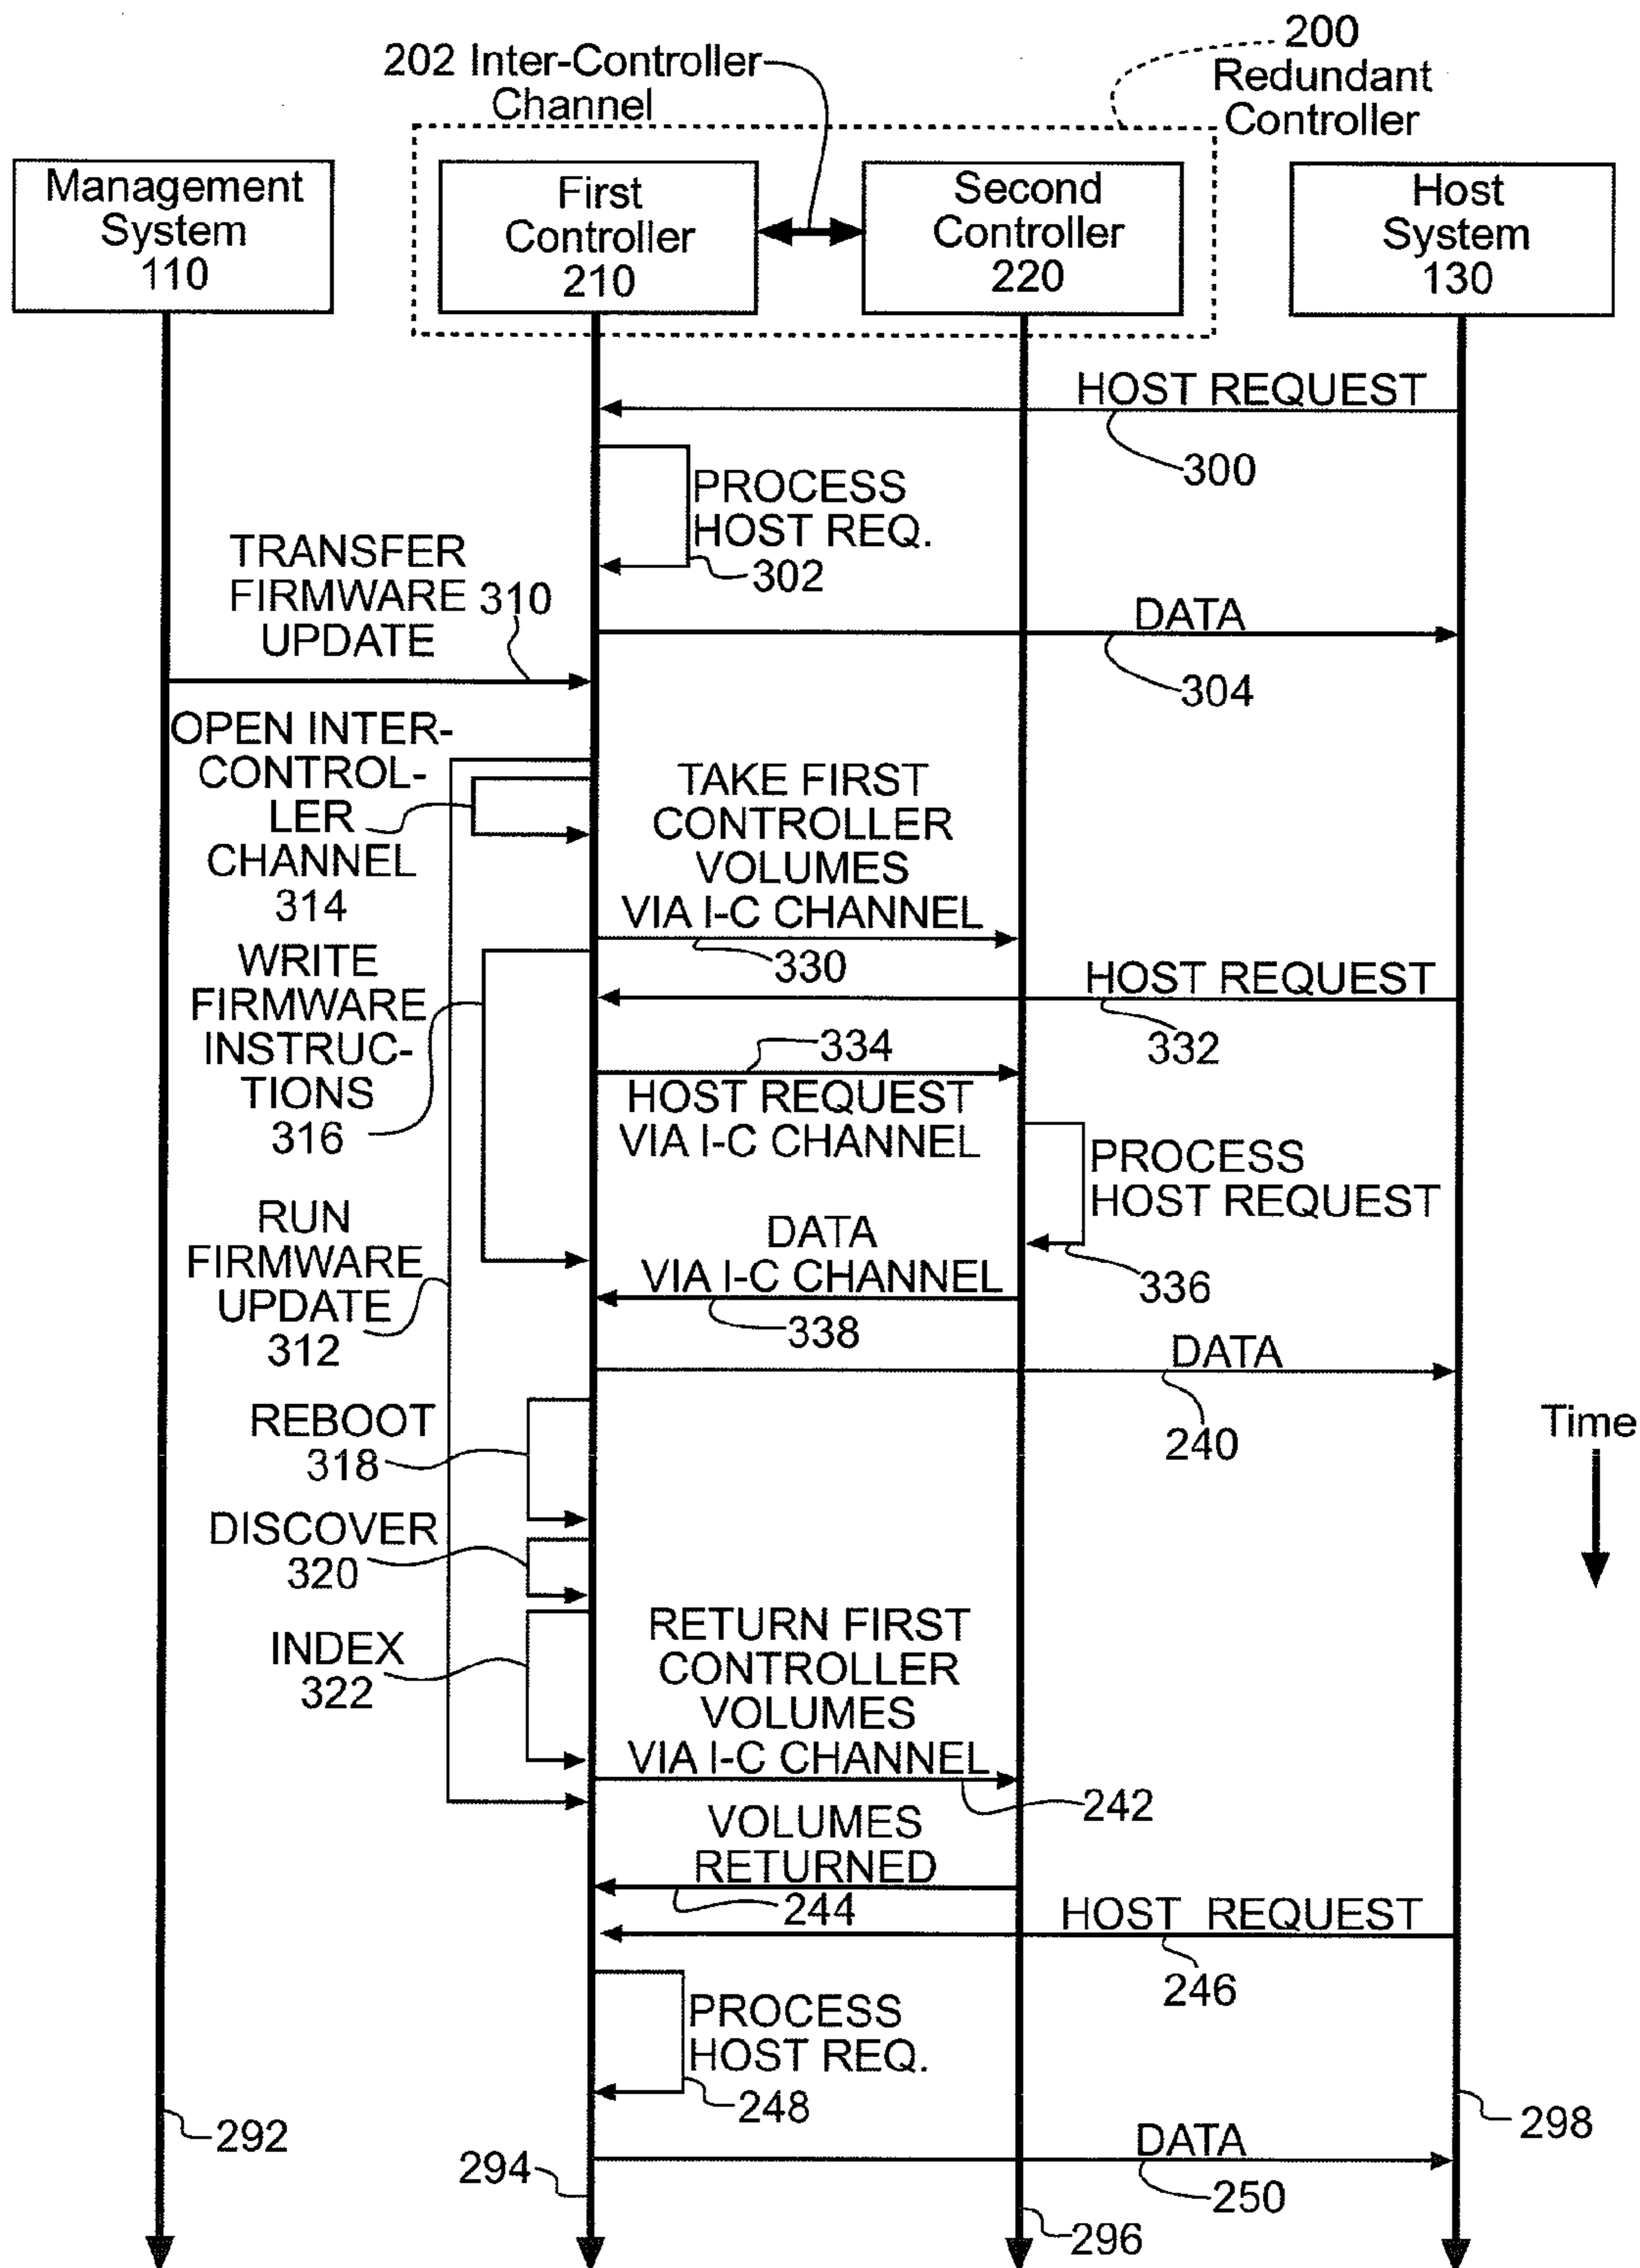 200
Redundant
Controller
202 Inter-Controller
Channel
Management
System
110
First
Controller
210
Second
Controller
220
Host
System
130
HOST REQUEST
300
PROCESS
HOST REQ.
302
TRANSFER
FIRMWARE 310
UPDATE
DATA
304
OPEN INTER-
CONTROL-
LER
CHANNEL
314
TAKE FIRST
CONTROLLER
VOLUMES
VIA I-C CHANNEL
330
WRITE
FIRMWARE
INSTRUC-
TIONS
316
HOST REQUEST
332
334
HOST REQUEST
VIA I-C CHANNEL
PROCESS
HOST REQUEST
336
RUN
FIRMWARE
UPDATE
312
DATA
VIA I-C CHANNEL
338
DATA
240
Time
REBOOT
318
DISCOVER
320
INDEX
322
RETURN FIRST
CONTROLLER
VOLUMES
VIA I-C CHANNEL
242
VOLUMES
RETURNED
244
HOST REQUEST
246
PROCESS
HOST REQ.
248
292
298
294
DATA
250
296